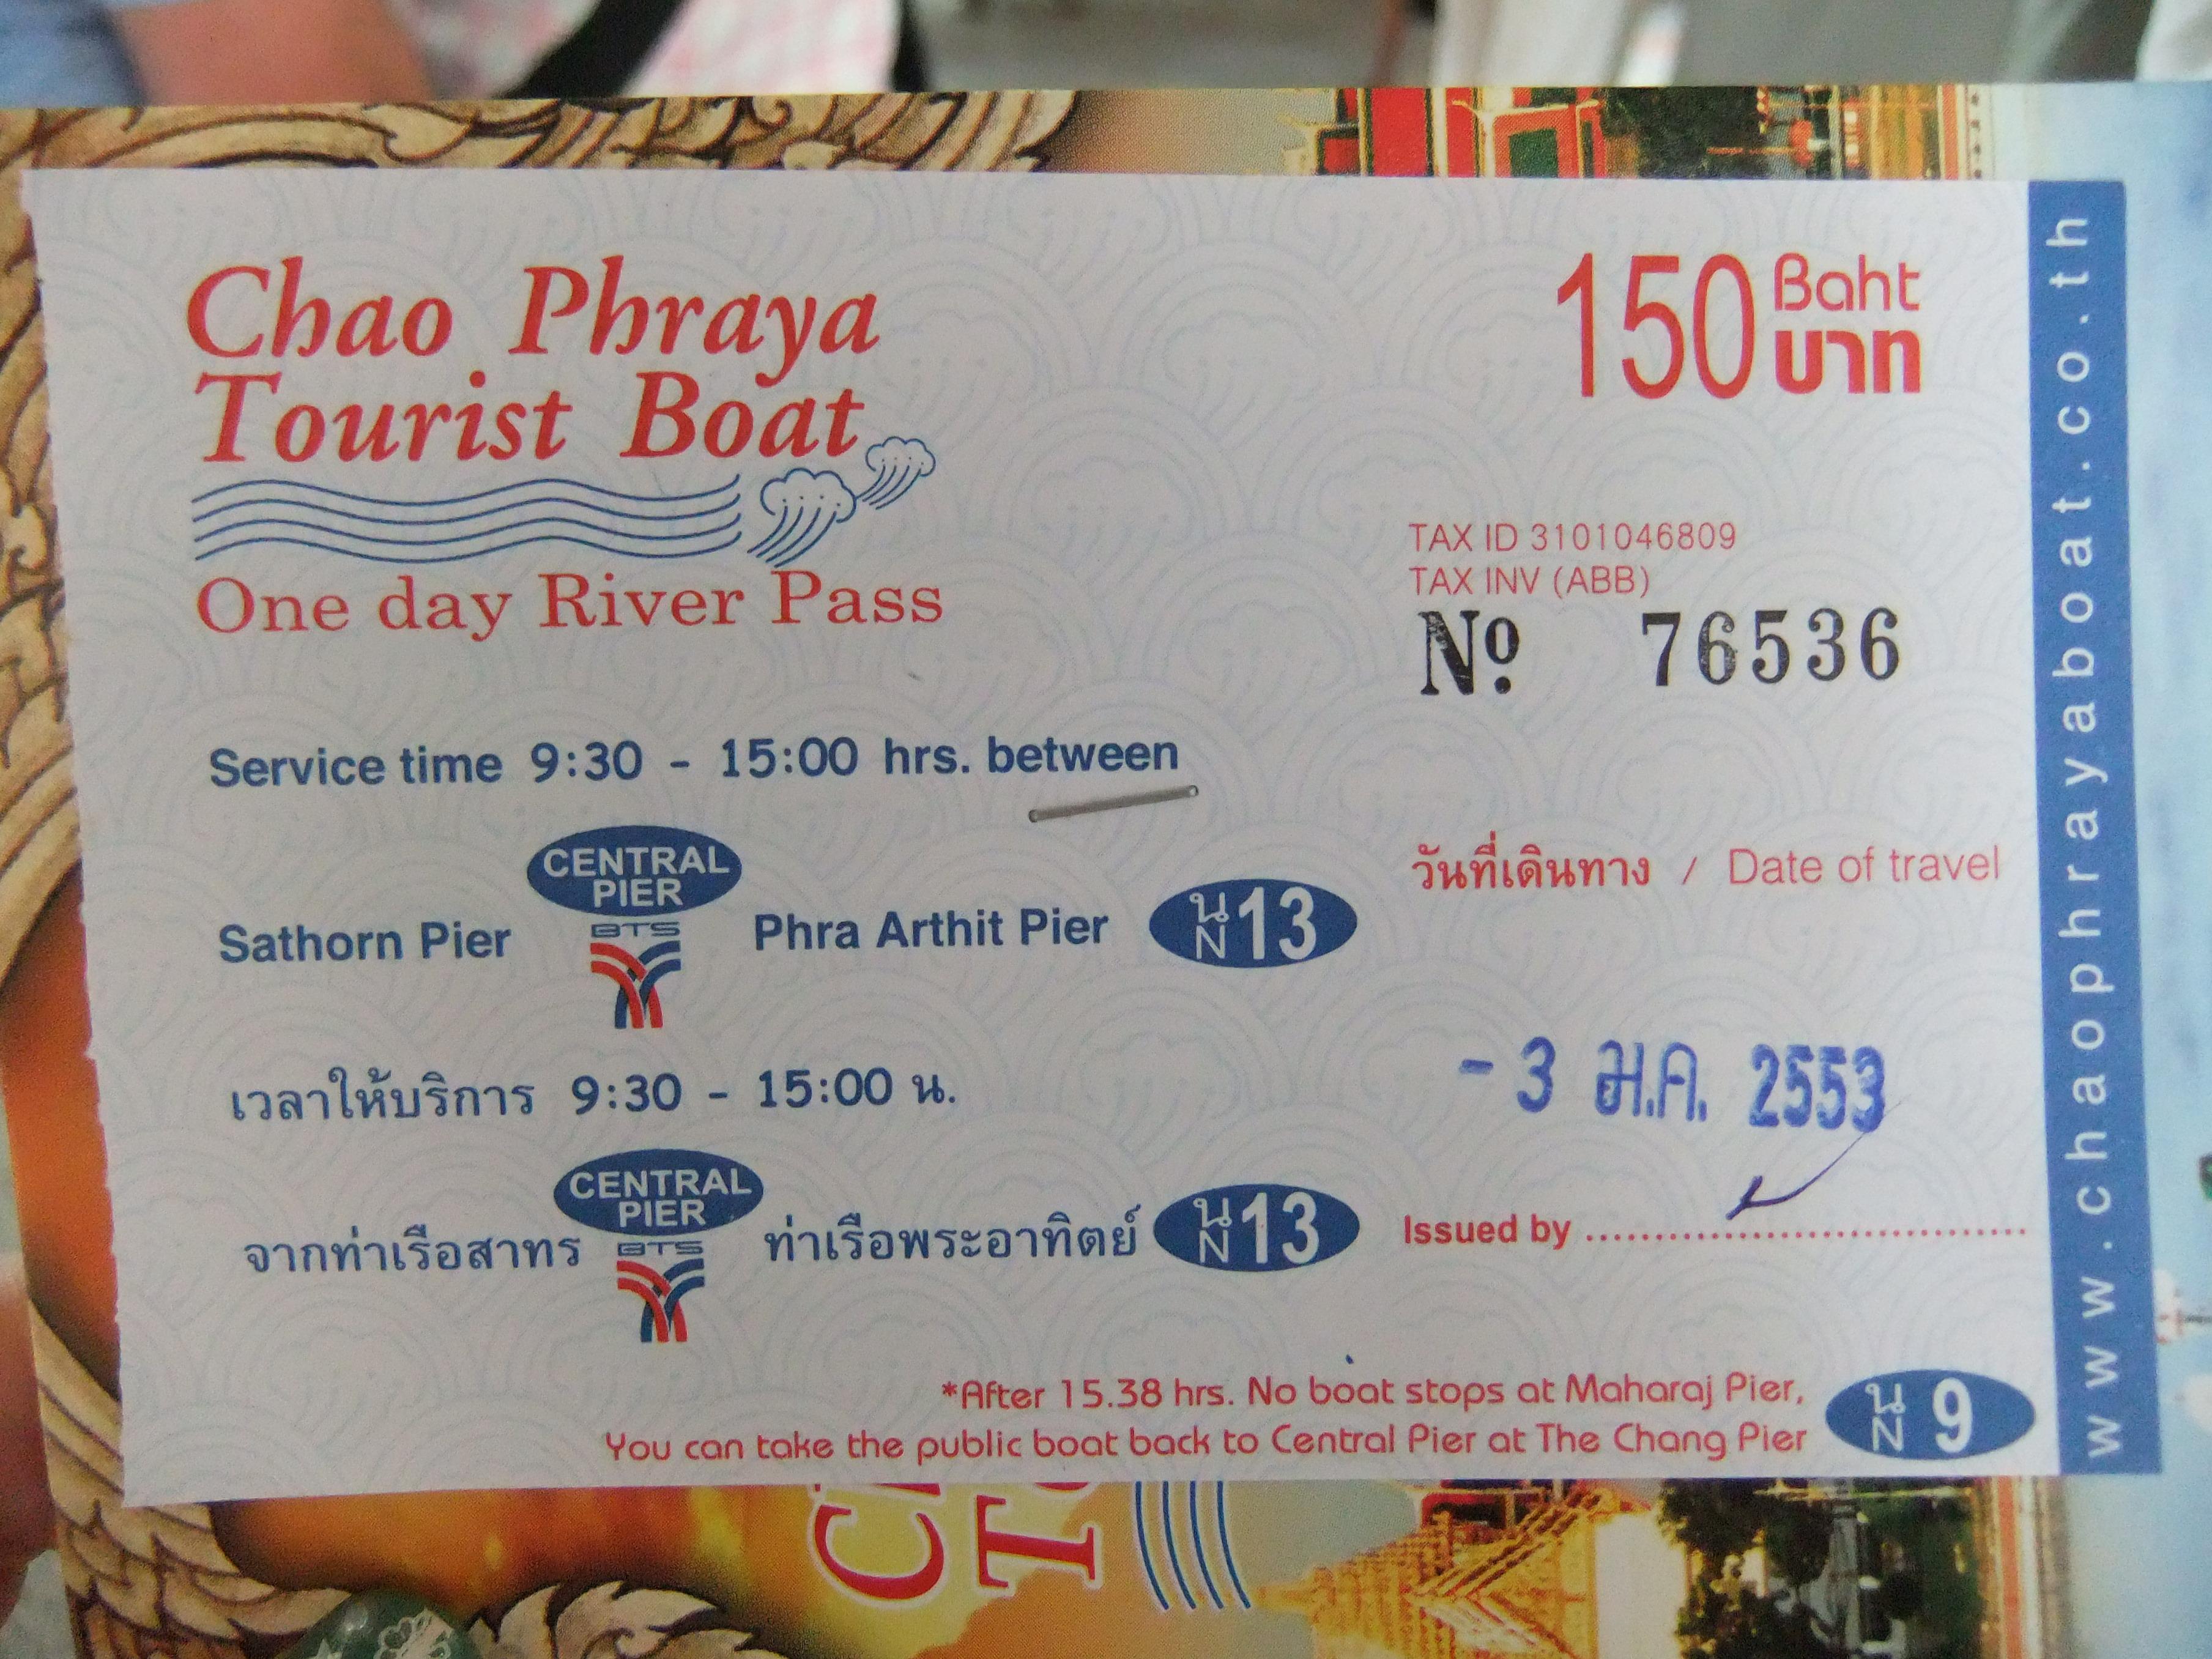 Chao Phraya
Tourist Boat
One day River Pass
150 Baht
บาท
TAX ID 3101046809
TAX INV (ABB)
Nº 76536
Service time 9:30 - 15:00 hrs. between
Sathorn Pier CENTRAL PIER BTS Phra Arthit Pier น N 13
วันที่เดินทาง / Date of travel
- 3 ม.ค. 2553
เวลาให้บริการ 9:30 - 15:00 น.
จากท่าเรือสาทร CENTRAL PIER BTS ท่าเรือพระอาทิตย์ น N 13
Issued by
*After 15.38 hrs. No boat stops at Maharaj Pier,
You can take the public boat back to Central Pier at The Chang Pier น N 9
www.chaophrayaboat.co.th